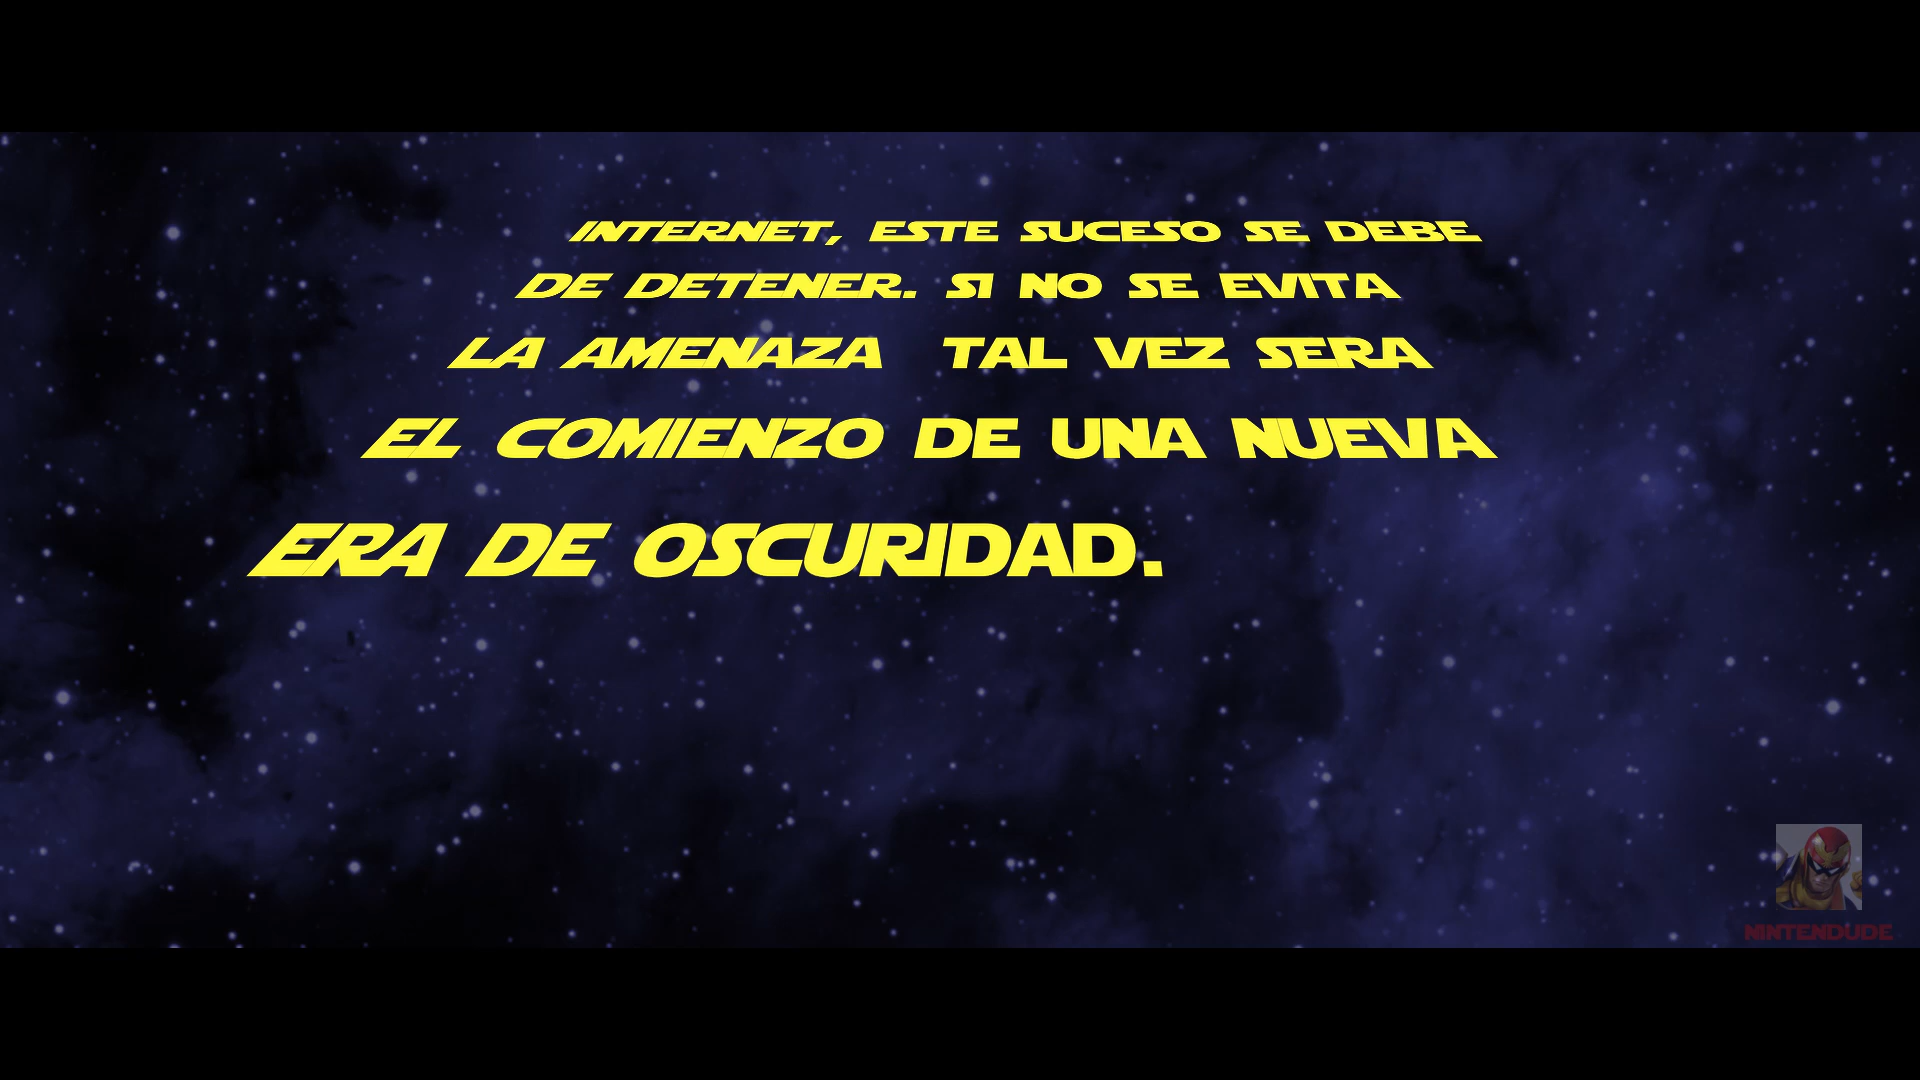 INTERNET, ESTE SUCESO SE DEBE
DE DETENER. SI NO SE EVITA
LA AMENAZA TAL VEZ SERA
EL COMIENZO DE UNA NUEVA
ERA DE OSCURIDAD.
NINTENDUDE